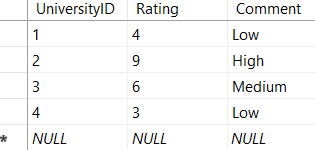 UniversityID Rating Comment
1 4 Low
2 9 High
3 6 Medium
4 3 Low
* NULL NULL NULL